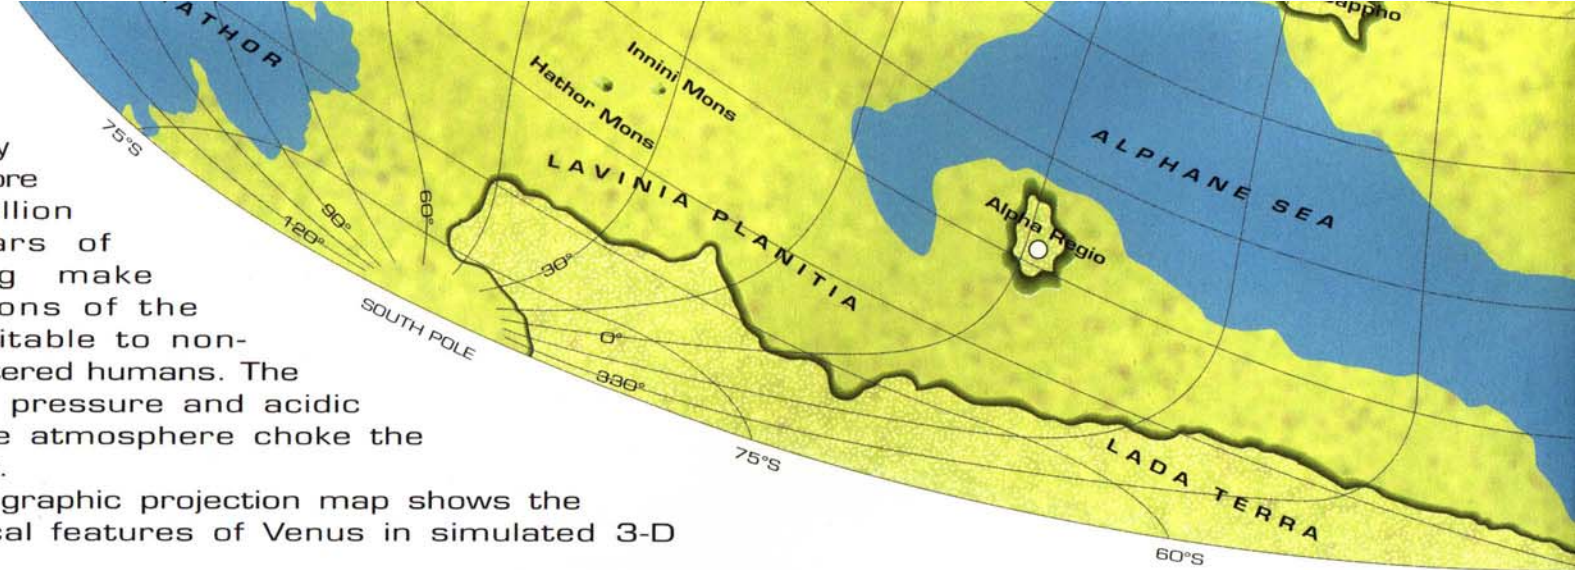 ATHOR
appho
Innini Mons
Hathor Mons
75°S
LAVINIA PLANITIA
ALPHANE SEA
Alpha Regio
60°
90°
120°
30°
0°
330°
SOUTH POLE
75°S
LADA TERRA
60°S
y
ore
llion
ars of
g make
ons of the
itable to non-
tered humans. The
pressure and acidic
e atmosphere choke the
.
graphic projection map shows the
cal features of Venus in simulated 3-D